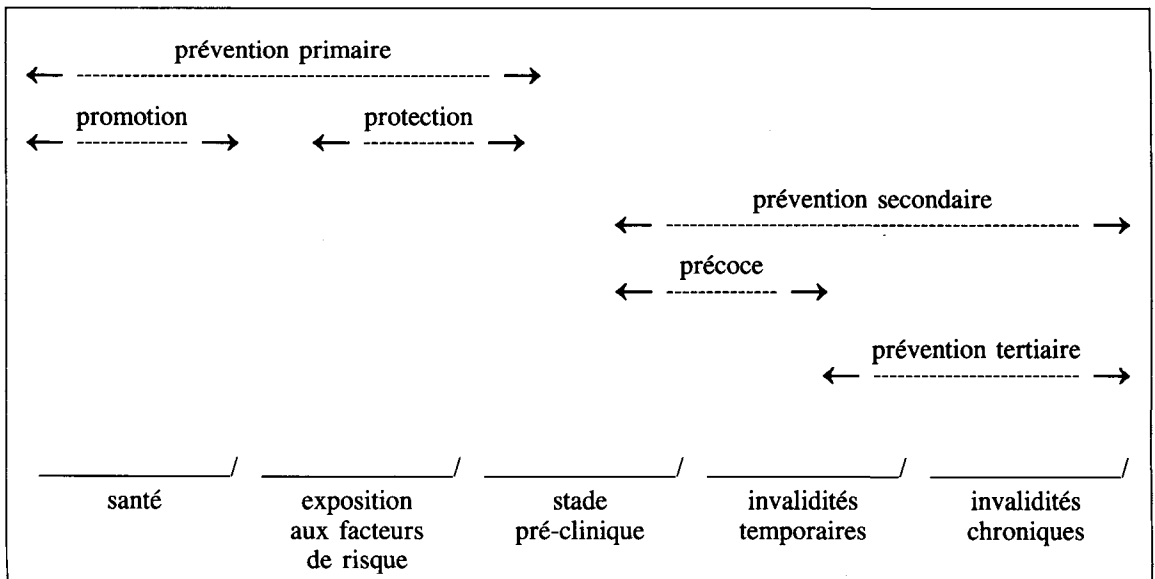 prévention primaire
promotion protection
prévention secondaire
précoce
prévention tertiaire
santé exposition stade invalidités invalidités
aux facteurs pré-clinique temporaires chroniques
de risque